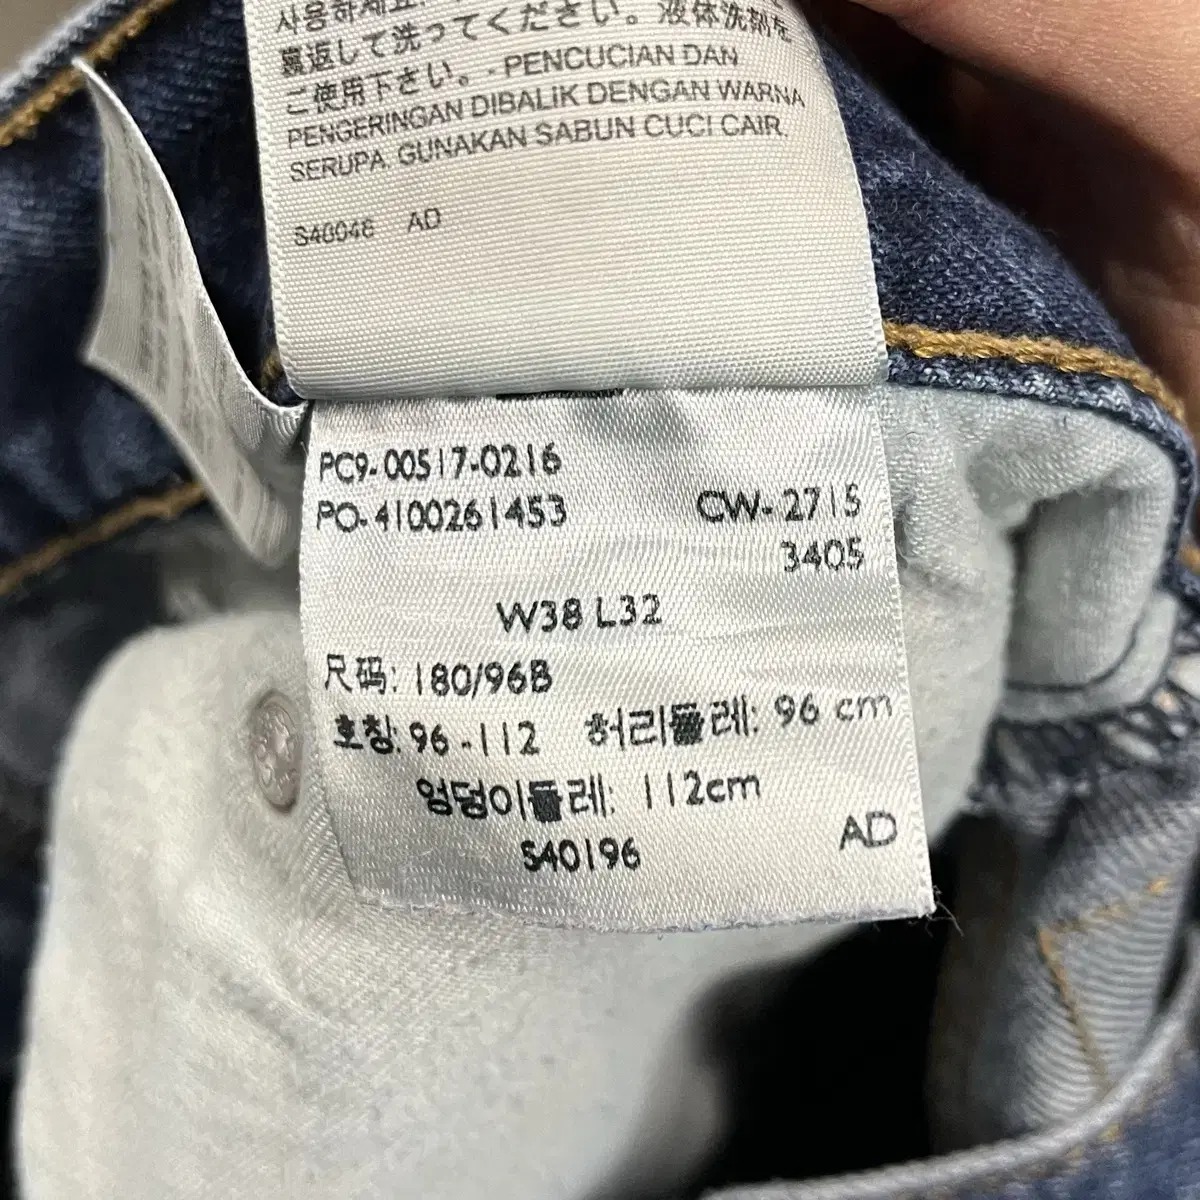 사용하세요.
裏返して洗ってください。液体洗剤を
ご使用下さい。- PENCUCIAN DAN
PENGERINGAN DIBALIK DENGAN WARNA
SERUPA. GUNAKAN SABUN CUCI CAIR.
S40046 AD
PC9-00517-0216
PO-4100261453 CW-2715
3405
W38 L32
尺码: 180/96B
호칭: 96-112 허리둘레: 96 cm
엉덩이둘레: 112cm
S40196 AD